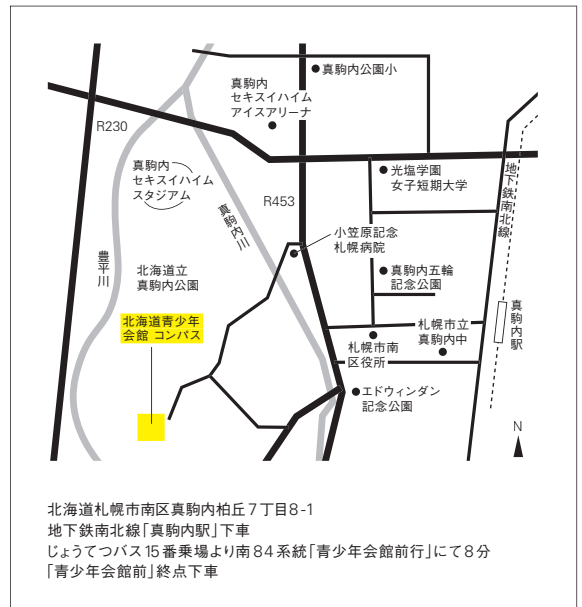 真駒内公園小
真駒内
セキスイハイム
アイスアリーナ
R230
光塩学園
女子短期大学
地下鉄南北線
真駒内
セキスイハイム
スタジアム
R453
真駒内川
小笠原記念
札幌病院
豊平川
北海道立
真駒内公園
真駒内五輪
記念公園
真駒内駅
北海道青少年
会館 コンパス
札幌市南
区役所
札幌市立
真駒内中
エドウィンダン
記念公園
N
北海道札幌市南区真駒内柏丘7丁目8-1
地下鉄南北線「真駒内駅」下車
じょうてつバス15番乗場より南84系統「青少年会館前行」にて8分
「青少年会館前」終点下車